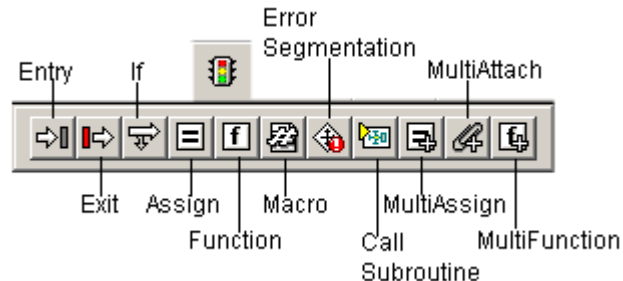 Error
Segmentation
Entry
If
MultiAttach
f
Exit
Assign
Macro
MultiAssign
Function
Call
Subroutine
MultiFunction